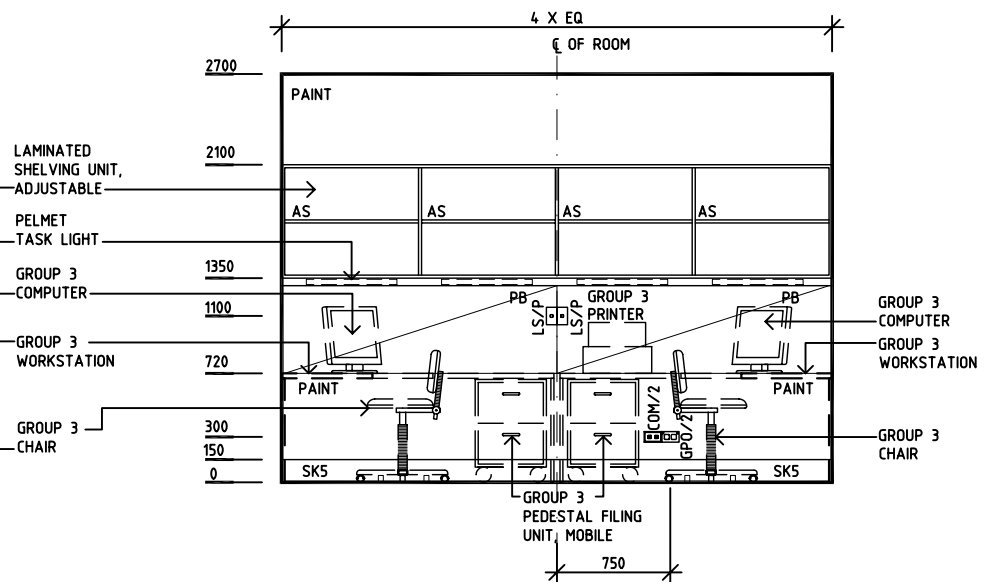 4 X EQ
℄ OF ROOM
2700
PAINT
2100
LAMINATED
SHELVING UNIT,
ADJUSTABLE
AS
AS
AS
AS
PELMET
TASK LIGHT
1350
GROUP 3
COMPUTER
1100
PB
LS/P
LS/P
GROUP 3
PRINTER
PB
GROUP 3
COMPUTER
GROUP 3
WORKSTATION
720
GROUP 3
WORKSTATION
PAINT
PAINT
GROUP 3
CHAIR
300
COM/2
GPO/2
GROUP 3
CHAIR
150
SK5
SK5
0
GROUP 3
PEDESTAL FILING
UNIT, MOBILE
750